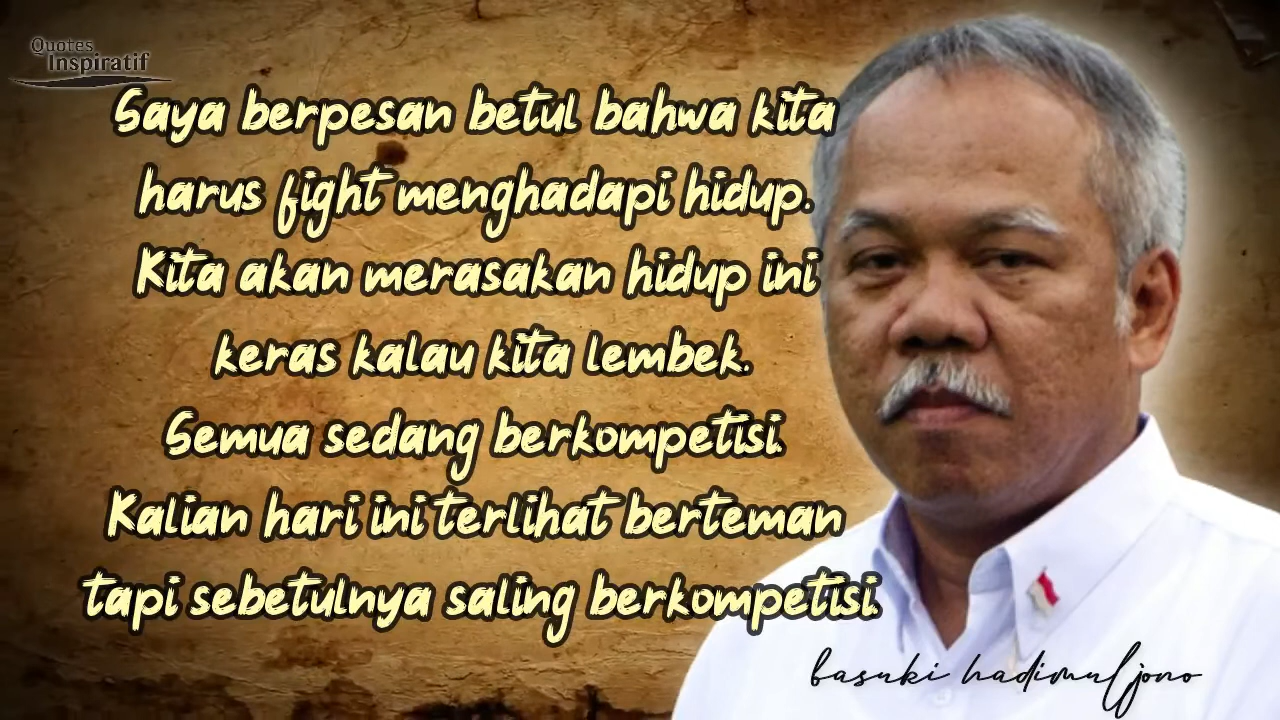 Quotes
Inspiratif
Saya berpesan betul bahwa kita
harus fight menghadapi hidup.
Kita akan merasakan hidup ini
keras kalau kita lembek.
Semua sedang berkompetisi.
Kalian hari ini terlihat berteman
tapi sebetulnya saling berkompetisi.
basuki hadimuljono